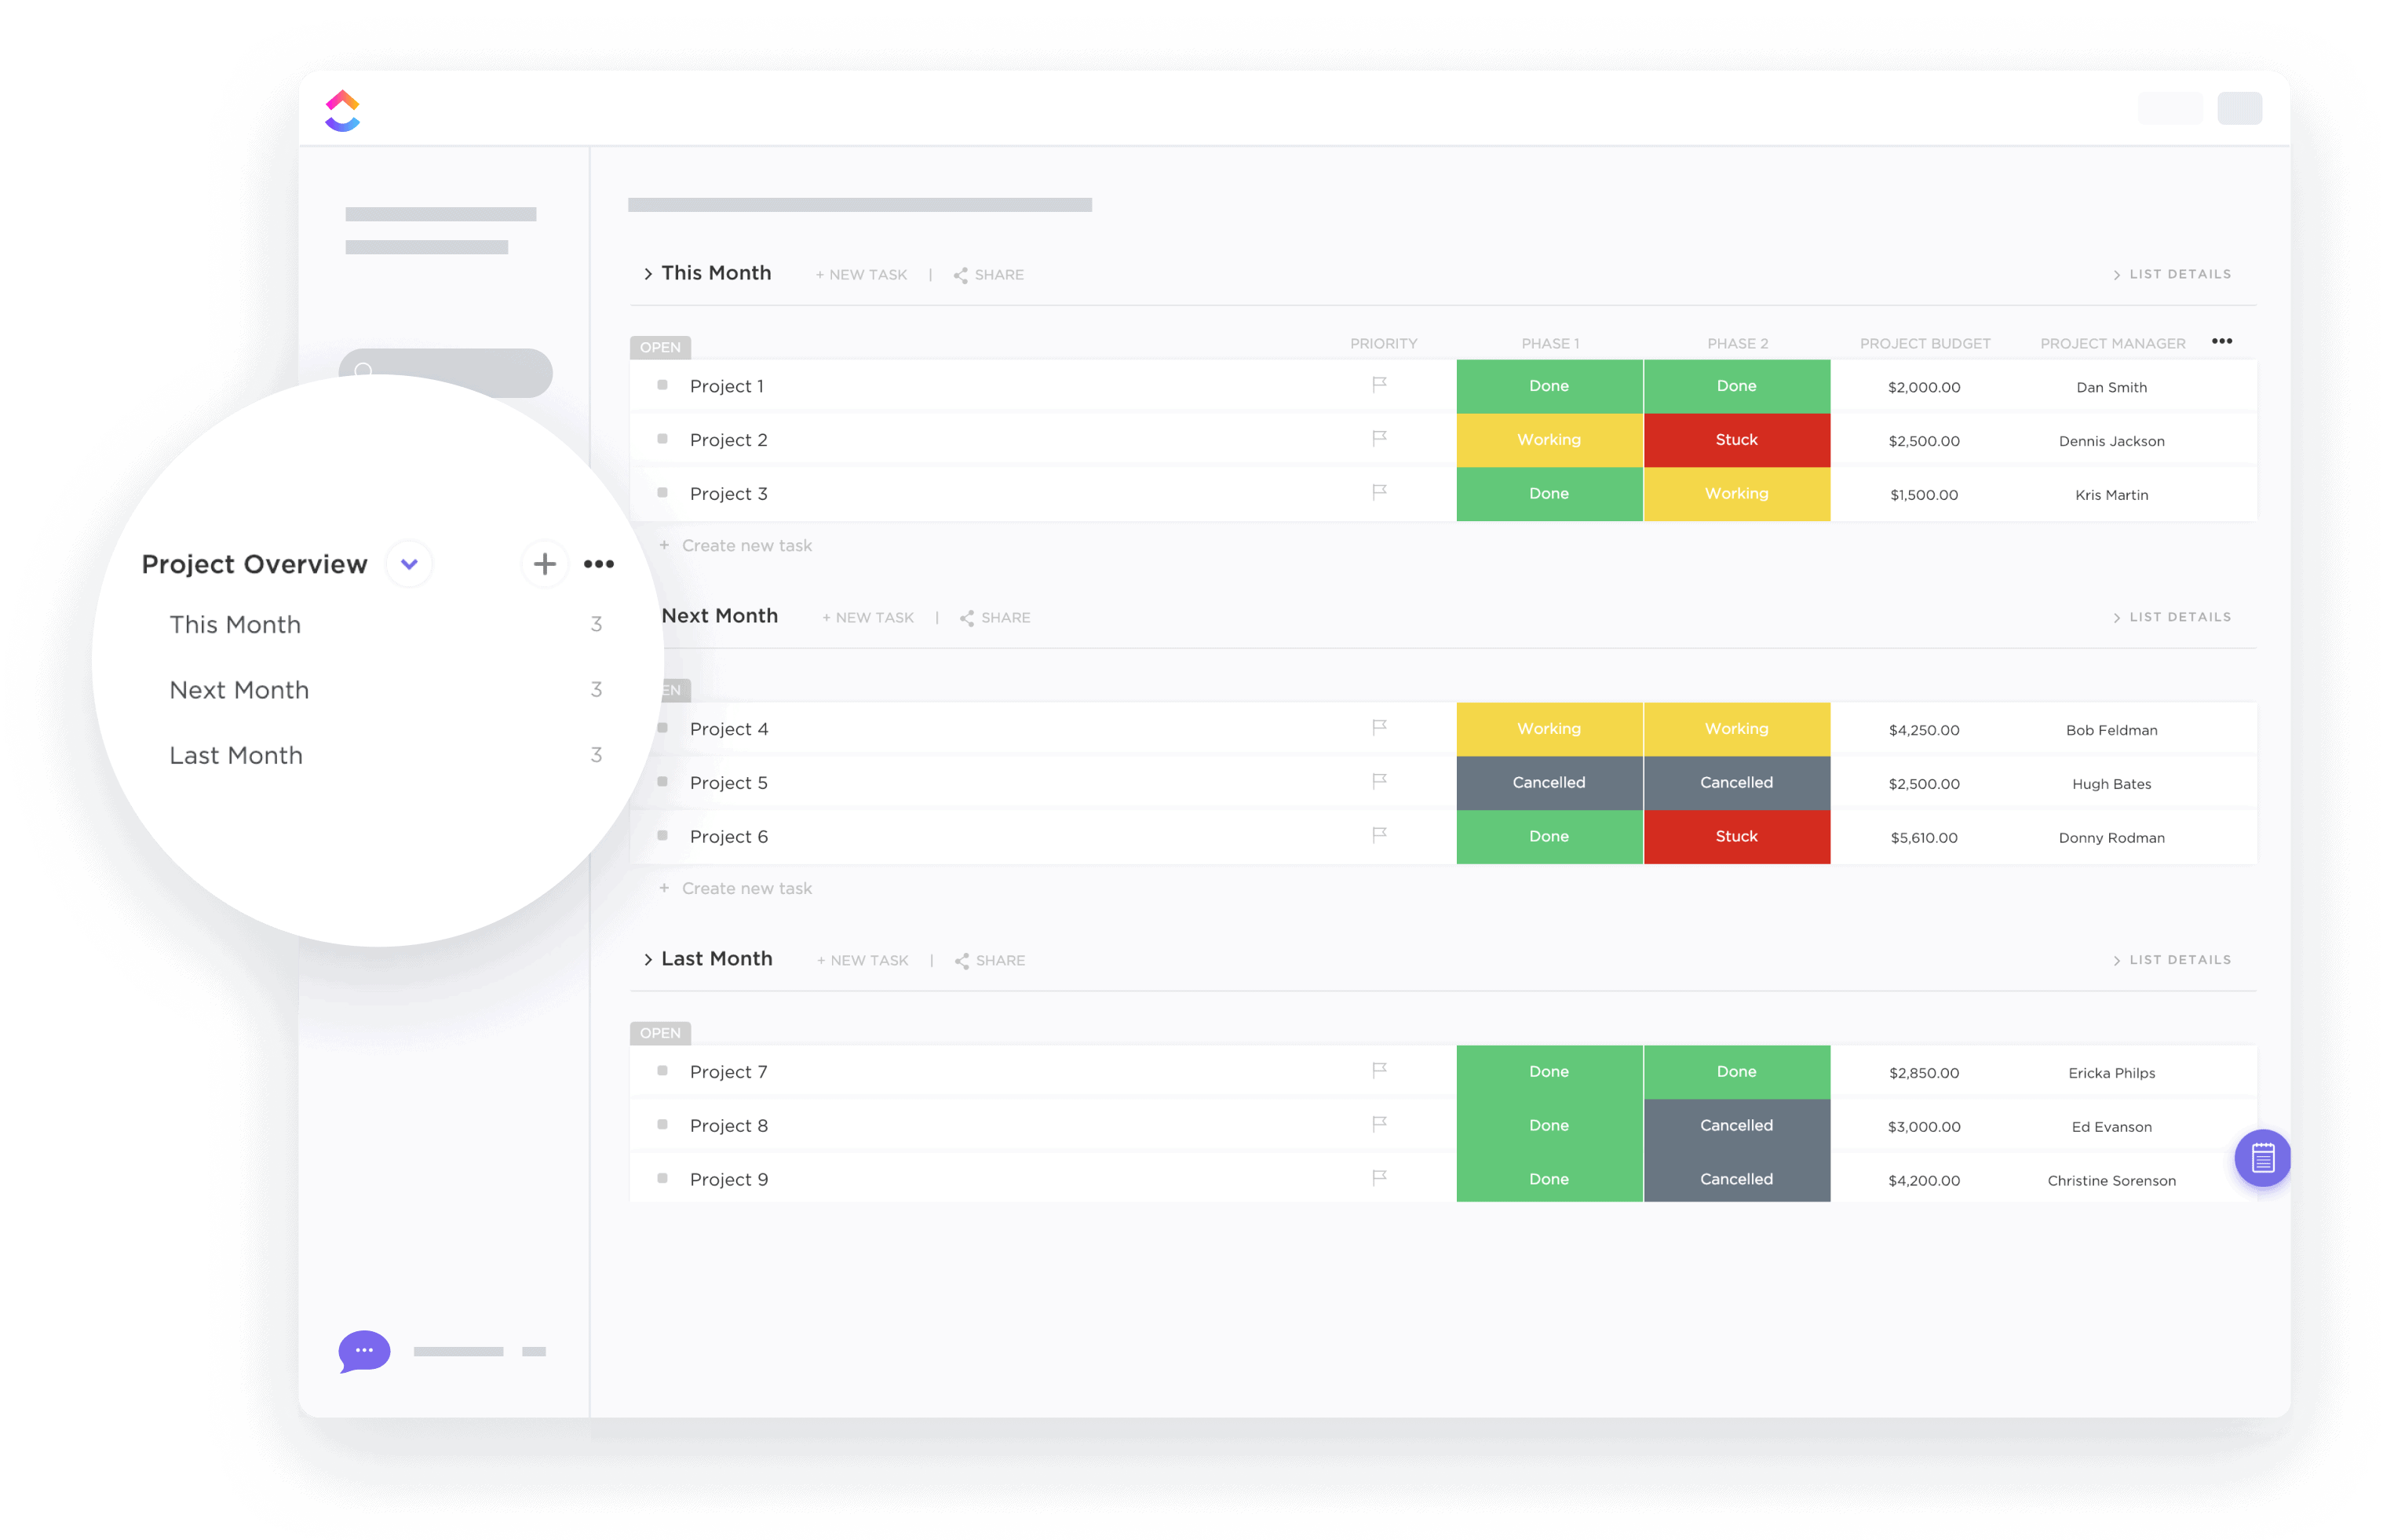 This Month + NEW TASK | SHARE LIST DETAILS
OPEN PRIORITY PHASE 1 PHASE 2 PROJECT BUDGET PROJECT MANAGER
Project 1 Done Done $2,000.00 Dan Smith
Project 2 Working Stuck $2,500.00 Dennis Jackson
Project 3 Done Working $1,500.00 Kris Martin
+ Create new task
Project Overview
This Month 3
Next Month 3
Last Month 3
Next Month + NEW TASK | SHARE LIST DETAILS
EN
Project 4 Working Working $4,250.00 Bob Feldman
Project 5 Cancelled Cancelled $2,500.00 Hugh Bates
Project 6 Done Stuck $5,610.00 Donny Rodman
+ Create new task
Last Month + NEW TASK | SHARE LIST DETAILS
OPEN
Project 7 Done Done $2,850.00 Ericka Philps
Project 8 Done Cancelled $3,000.00 Ed Evanson
Project 9 Done Cancelled $4,200.00 Christine Sorenson